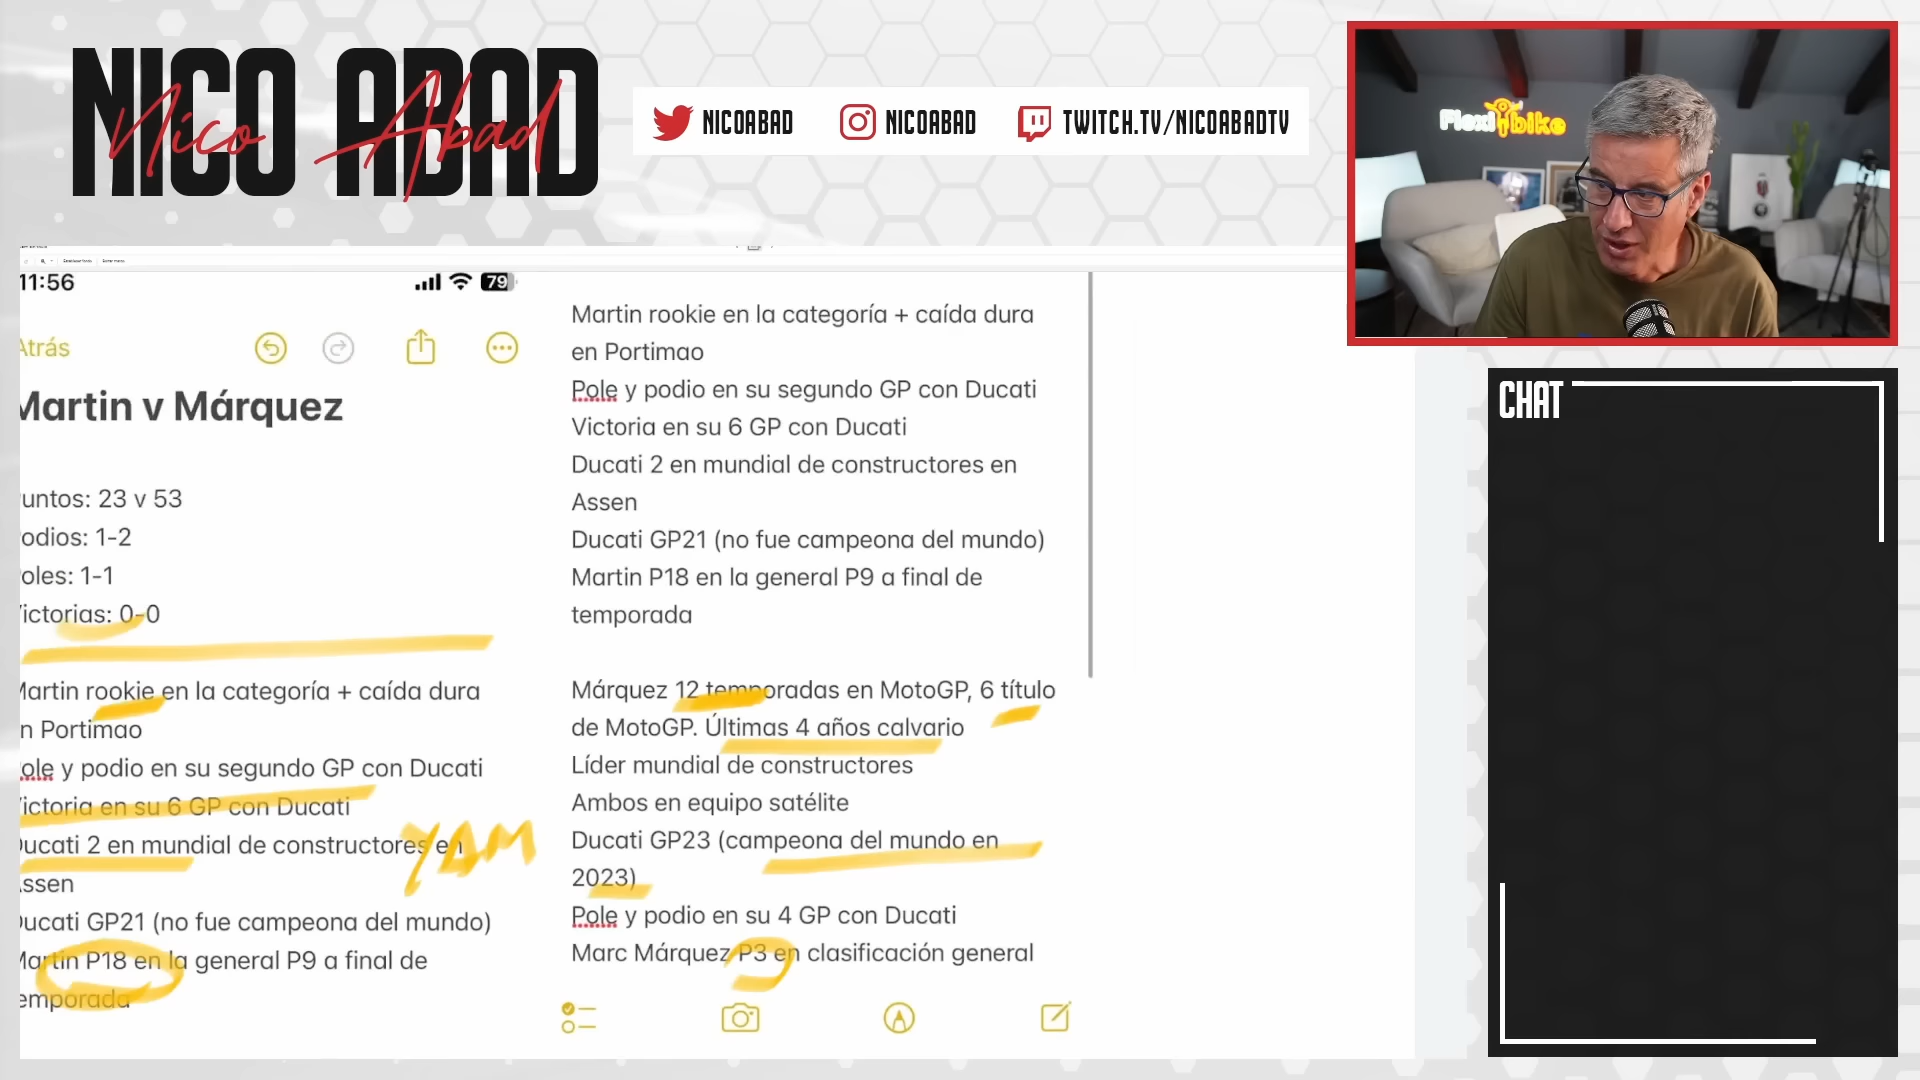 NICO ABAD
Nico Abad
NICOABAD
NICOABAD
TWITCH.TV/NICOABADTV
Flexibike
CHAT
11:56
79
Atrás
Martin v Márquez
untos: 23 v 53
odios: 1-2
oles: 1-1
ictorias: 0-0
Martin rookie en la categoría + caída dura
n Portimao
ole y podio en su segundo GP con Ducati
ictoria en su 6 GP con Ducati
Ducati 2 en mundial de constructores en
YAM
ssen
Ducati GP21 (no fue campeona del mundo)
Martin P18 en la general P9 a final de
emporada
Martin rookie en la categoría + caída dura
en Portimao
Pole y podio en su segundo GP con Ducati
Victoria en su 6 GP con Ducati
Ducati 2 en mundial de constructores en
Assen
Ducati GP21 (no fue campeona del mundo)
Martin P18 en la general P9 a final de
temporada
Márquez 12 temporadas en MotoGP, 6 título
de MotoGP. Últimas 4 años calvario
Líder mundial de constructores
Ambos en equipo satélite
Ducati GP23 (campeona del mundo en
2023)
Pole y podio en su 4 GP con Ducati
Marc Márquez P3 en clasificación general